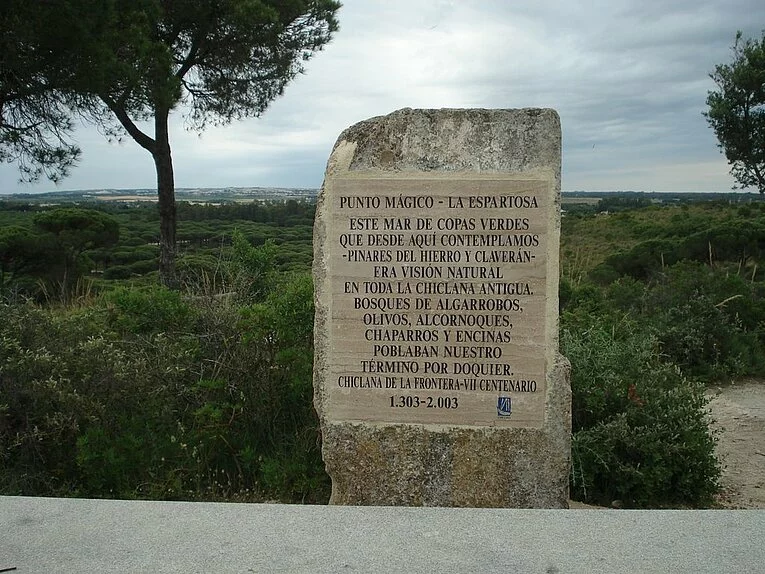 PUNTO MÁGICO - LA ESPARTOSA
ESTE MAR DE COPAS VERDES
QUE DESDE AQUÍ CONTEMPLAMOS
-PINARES DEL HIERRO Y CLAVERÁN-
ERA VISIÓN NATURAL
EN TODA LA CHICLANA ANTIGUA.
BOSQUES DE ALGARROBOS,
OLIVOS, ALCORNOQUES,
CHAPARROS Y ENCINAS
POBLABAN NUESTRO
TÉRMINO POR DOQUIER.
CHICLANA DE LA FRONTERA-VII CENTENARIO
1.303-2.003